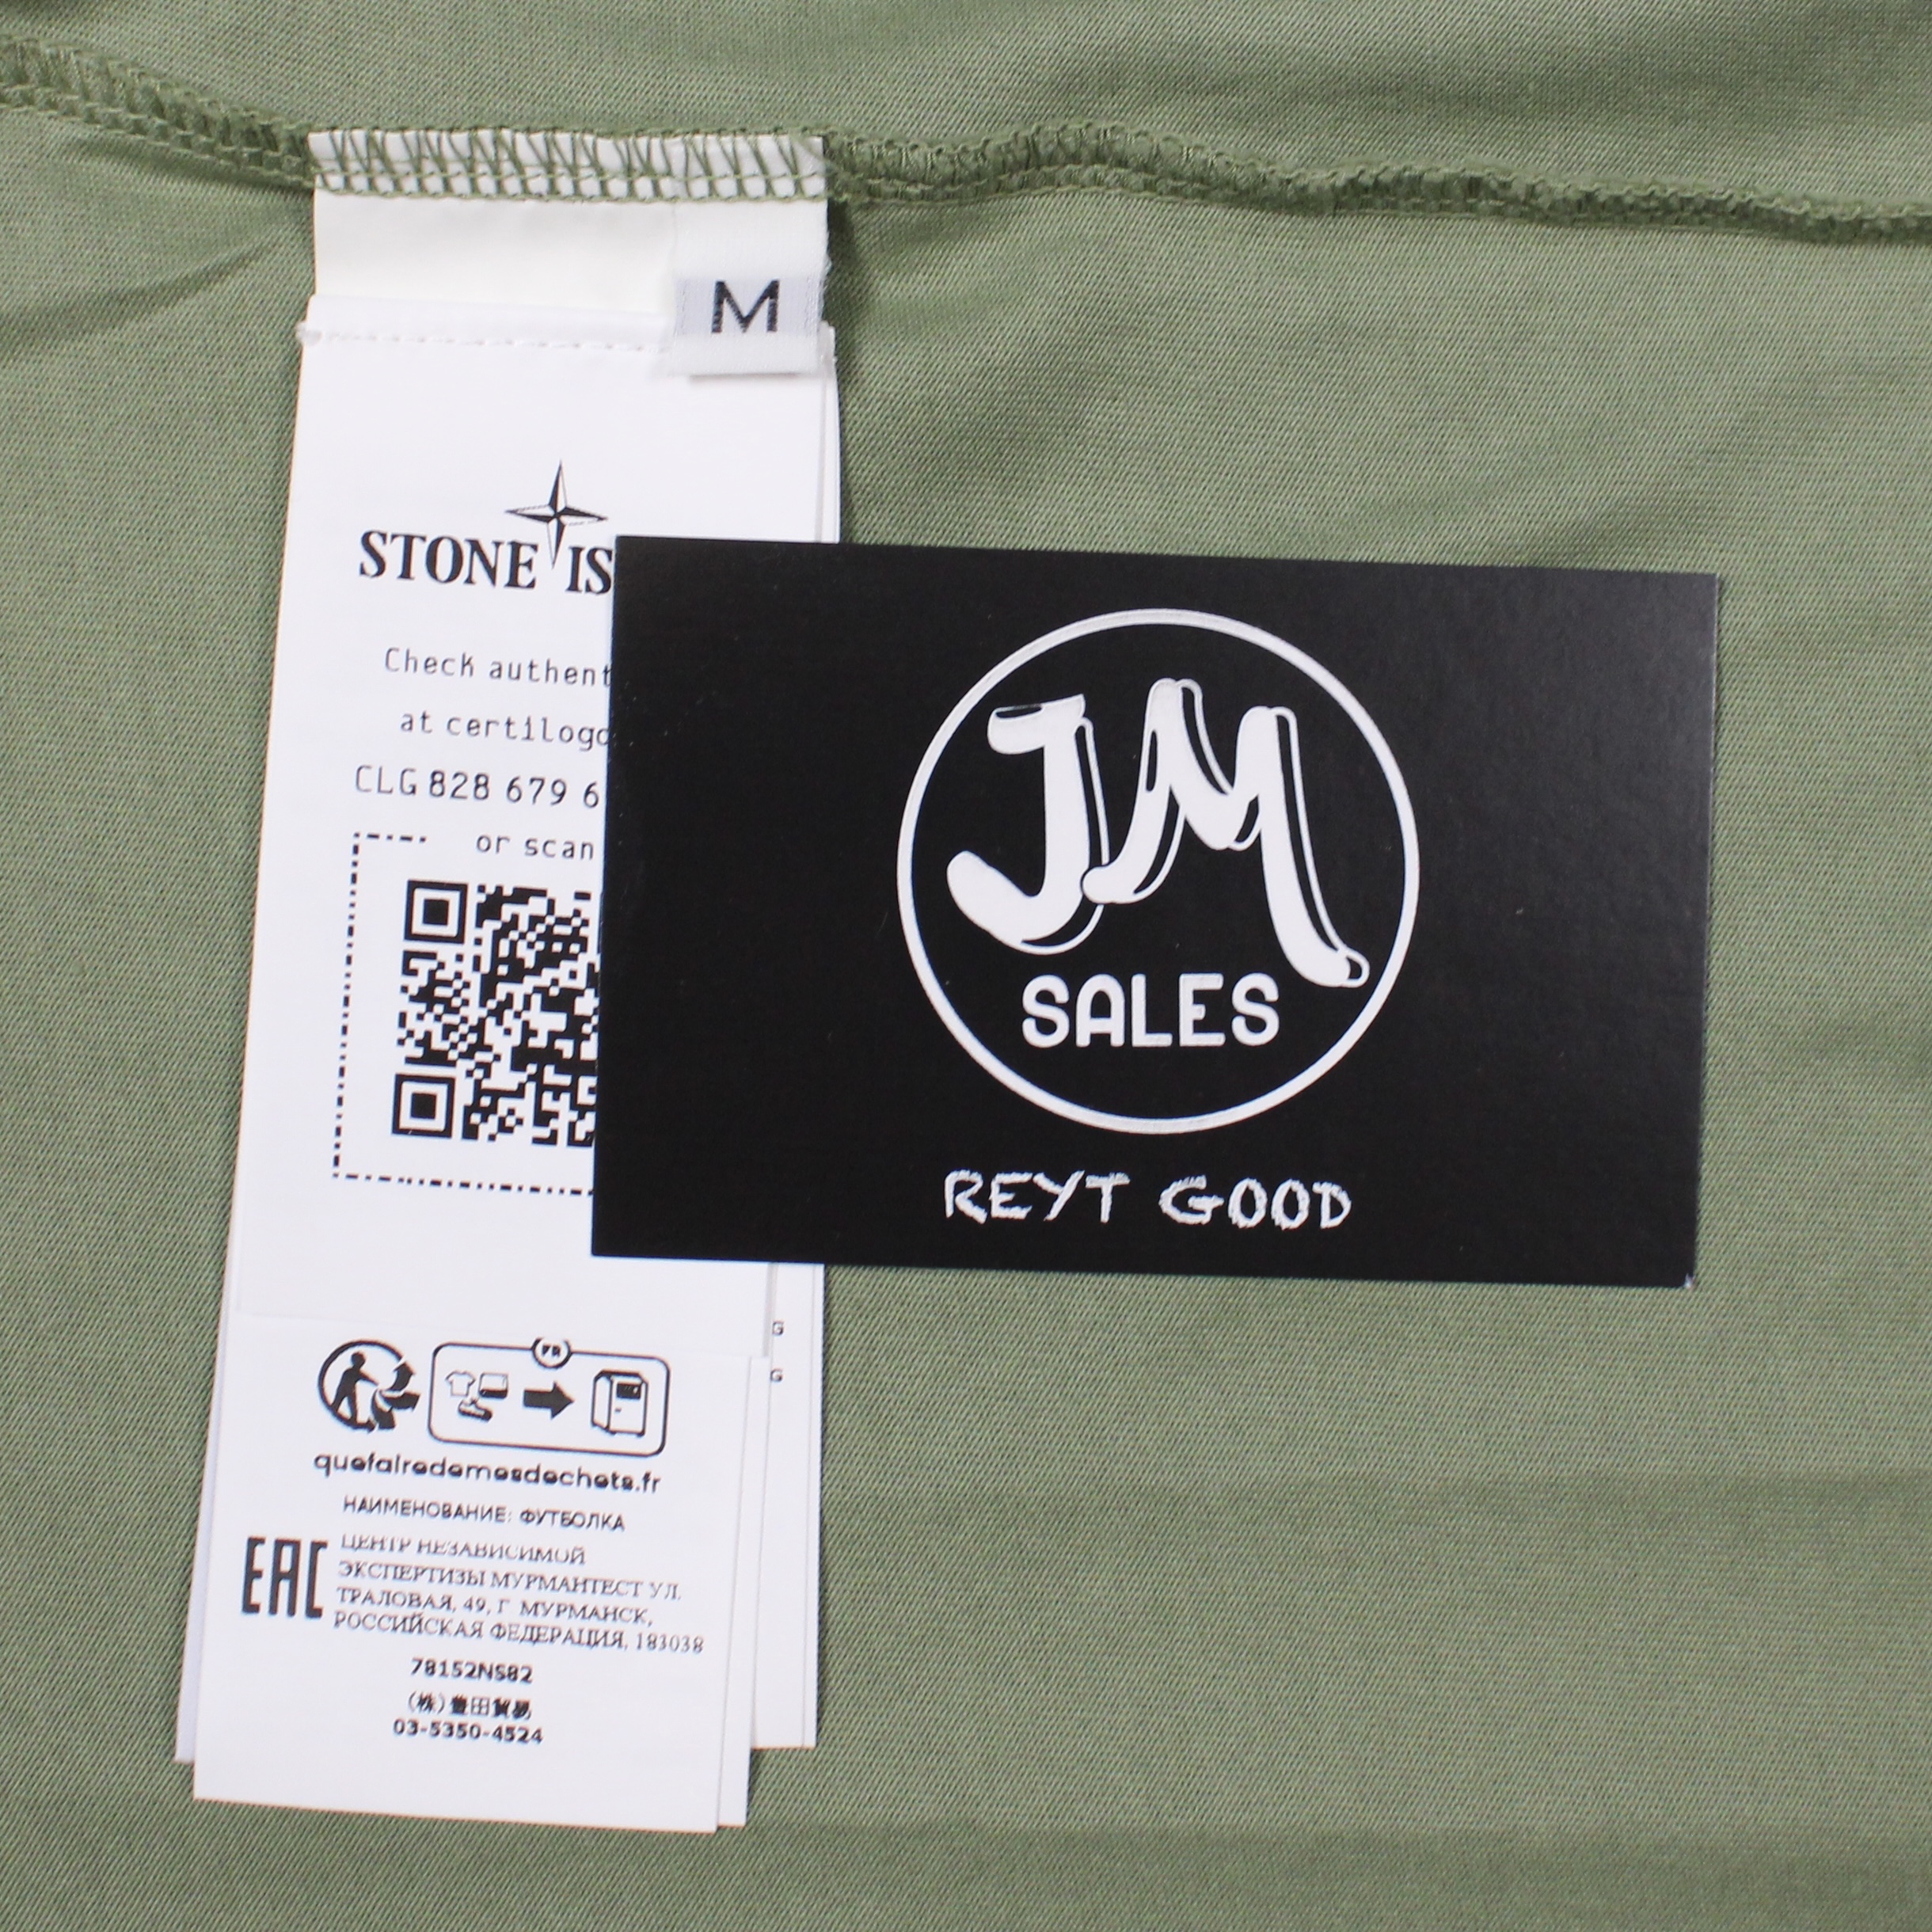 M
STONE IS
Check authent
at certilogo
CLG 828 679 6
or scan
JM
SALES
REYT GOOD
G
G
FR
quefairedemesdechets.fr
НАИМЕНОВАНИЕ: ФУТБОЛКА
EAC
ЦЕНТР НЕЗАВИСИМОЙ
ЭКСПЕРТИЗЫ МУРМАНТЕСТ УЛ.
ТРАЛОВАЯ, 49, Г МУРМАНСК,
РОССИЙСКАЯ ФЕДЕРАЦИЯ, 183038
78152NS82
(株)豊田貿易
03-5350-4524